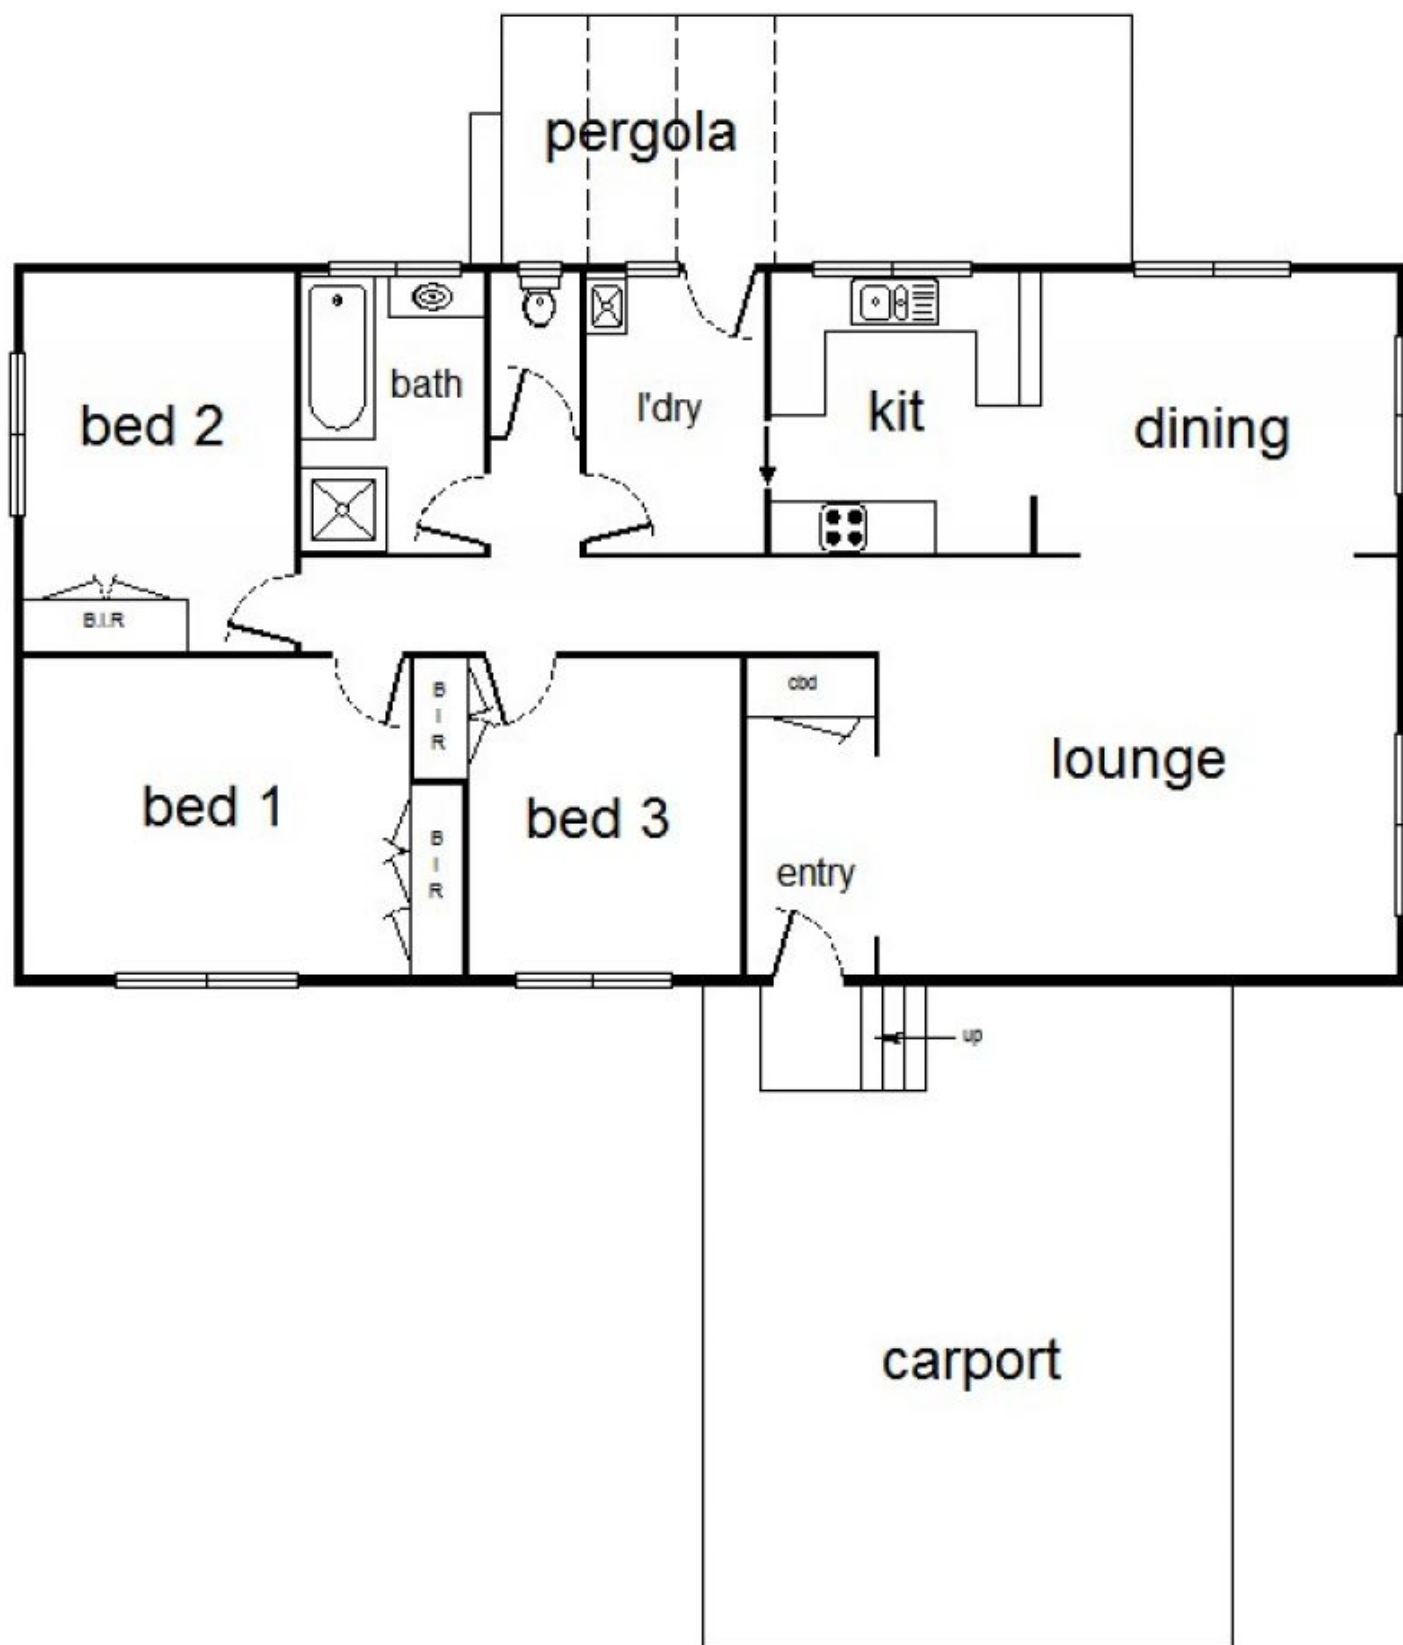 pergola
bath
bed 2
l'dry
kit
dining
B.I.R
B
I
R
cbd
bed 1
B
I
R
bed 3
lounge
entry
up
carport